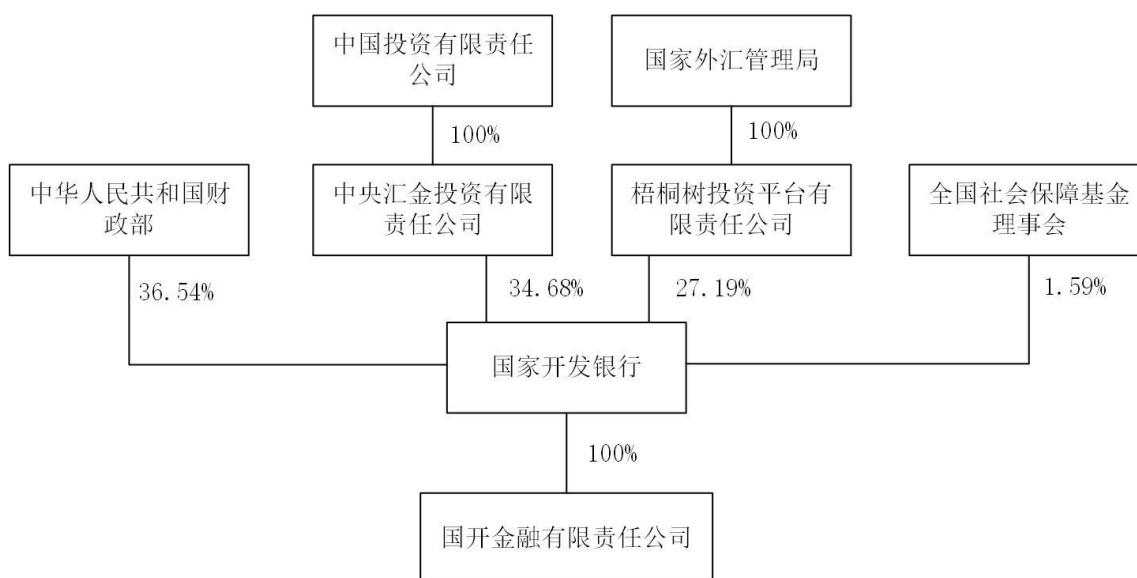 中国投资有限责任
公司
国家外汇管理局
100%
100%
中华人民共和国财
政部
中央汇金投资有限
责任公司
梧桐树投资平台有
限责任公司
全国社会保障基金
理事会
36.54%
34.68%
27.19%
1.59%
国家开发银行
100%
国开金融有限责任公司